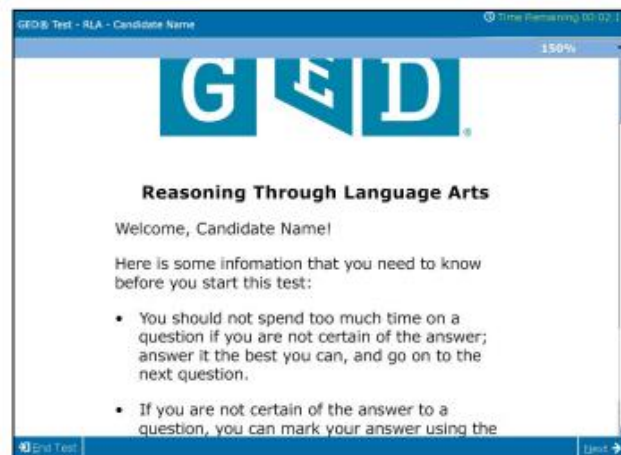 GED® Test - RLA - Candidate Name
Time Remaining 00:02:1
150%
GED®
Reasoning Through Language Arts
Welcome, Candidate Name!
Here is some infomation that you need to know
before you start this test:
• You should not spend too much time on a
question if you are not certain of the answer;
answer it the best you can, and go on to the
next question.
• If you are not certain of the answer to a
question, you can mark your answer using the
End Test
Next